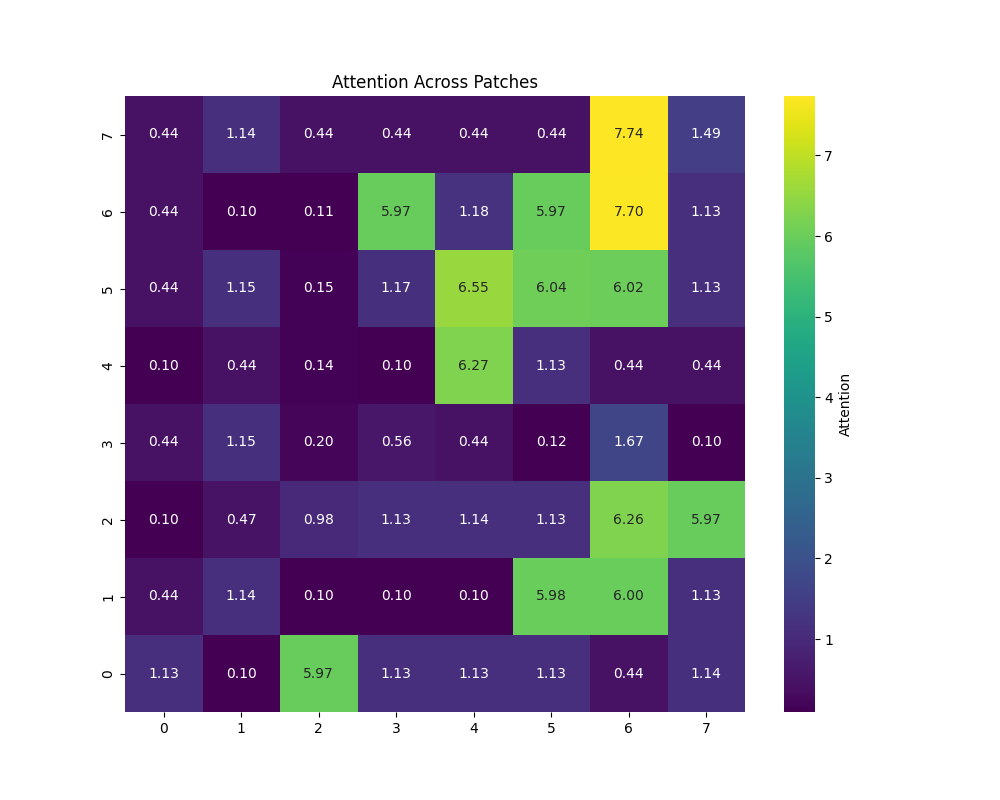 Attention Across Patches
7 0.44 1.14 0.44 0.44 0.44 0.44 7.74 1.49
6 0.44 0.10 0.11 5.97 1.18 5.97 7.70 1.13
5 0.44 1.15 0.15 1.17 6.55 6.04 6.02 1.13
4 0.10 0.44 0.14 0.10 6.27 1.13 0.44 0.44
3 0.44 1.15 0.20 0.56 0.44 0.12 1.67 0.10
2 0.10 0.47 0.98 1.13 1.14 1.13 6.26 5.97
1 0.44 1.14 0.10 0.10 0.10 5.98 6.00 1.13
0 1.13 0.10 5.97 1.13 1.13 1.13 0.44 1.14
0 1 2 3 4 5 6 7
7
6
5
4
3
2
1
Attention